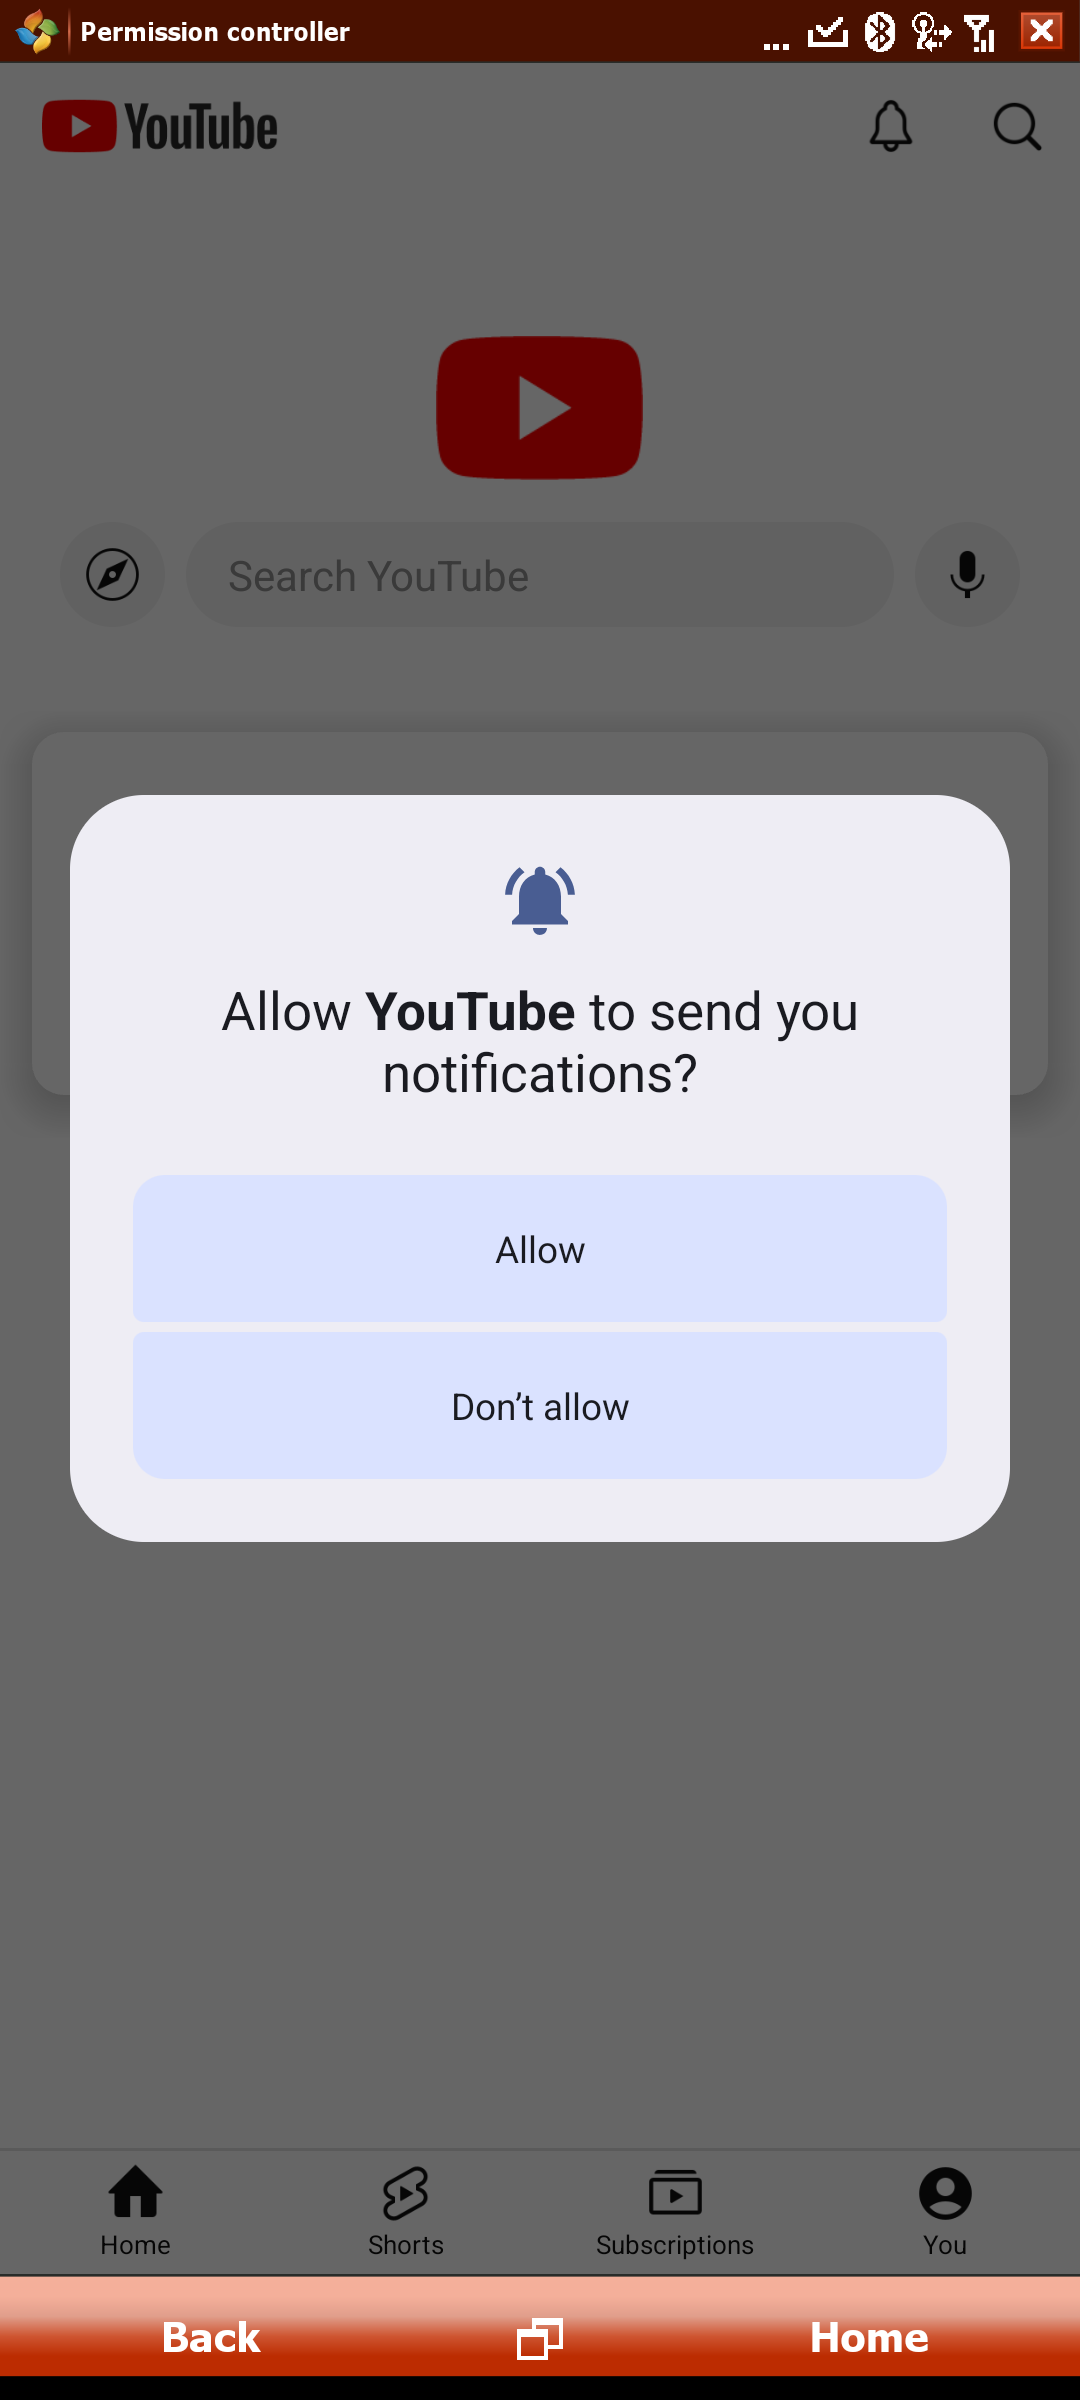 Permission controller
YouTube
Search YouTube
Allow YouTube to send you
notifications?
Allow
Don’t allow
Home
Shorts
Subscriptions
You
Back
Home